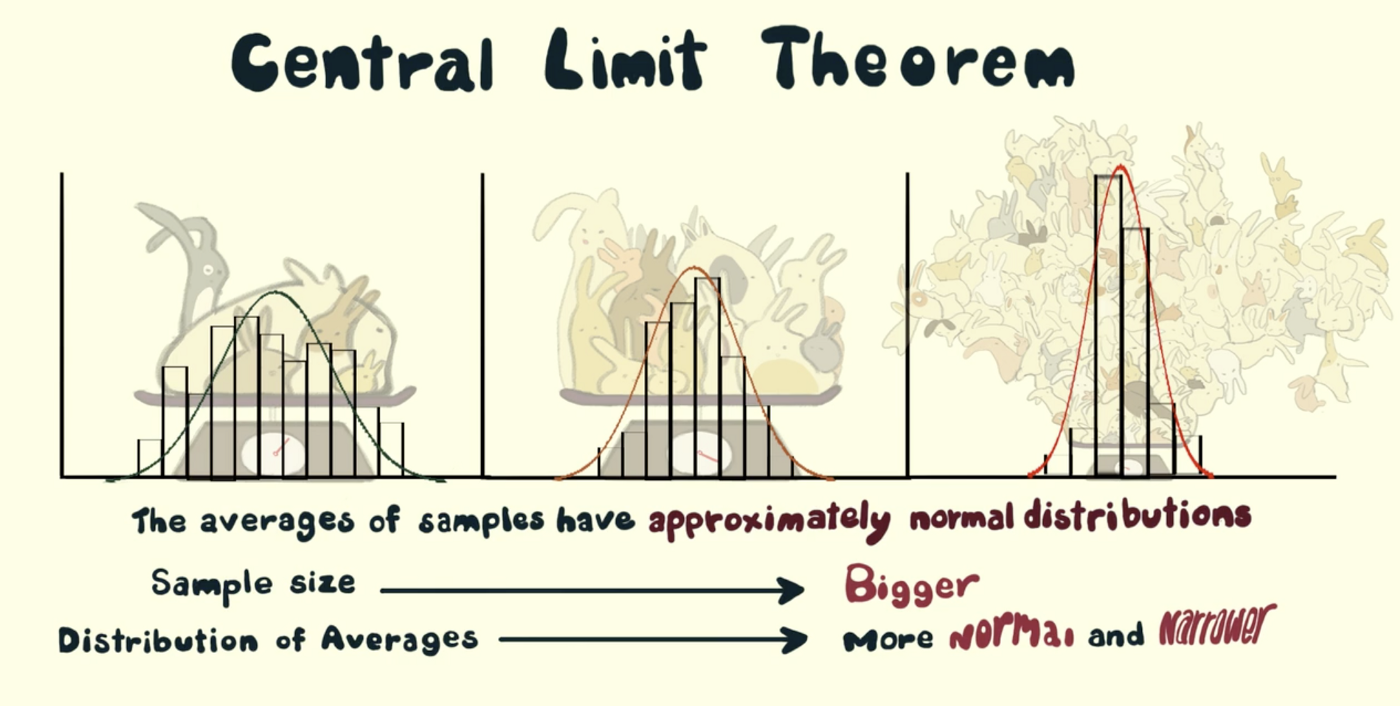 Central Limit Theorem
The averages of samples have approximately normal distributions
Sample size Bigger
Distribution of Averages More Normal and Narrower